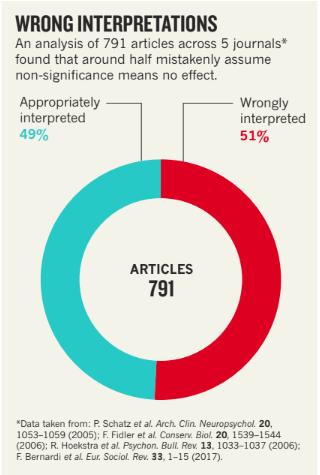 WRONG INTERPRETATIONS
An analysis of 791 articles across 5 journals*
found that around half mistakenly assume
non-significance means no effect.
Appropriately
interpreted
49%
Wrongly
interpreted
51%
ARTICLES
791
*Data taken from: P. Schatz et al. Arch. Clin. Neuropsychol. 20,
1053–1059 (2005); F. Fidler et al. Conserv. Biol. 20, 1539–1544
(2006); R. Hoekstra et al. Psychon. Bull. Rev. 13, 1033–1037 (2006);
F. Bernardi et al. Eur. Sociol. Rev. 33, 1–15 (2017).